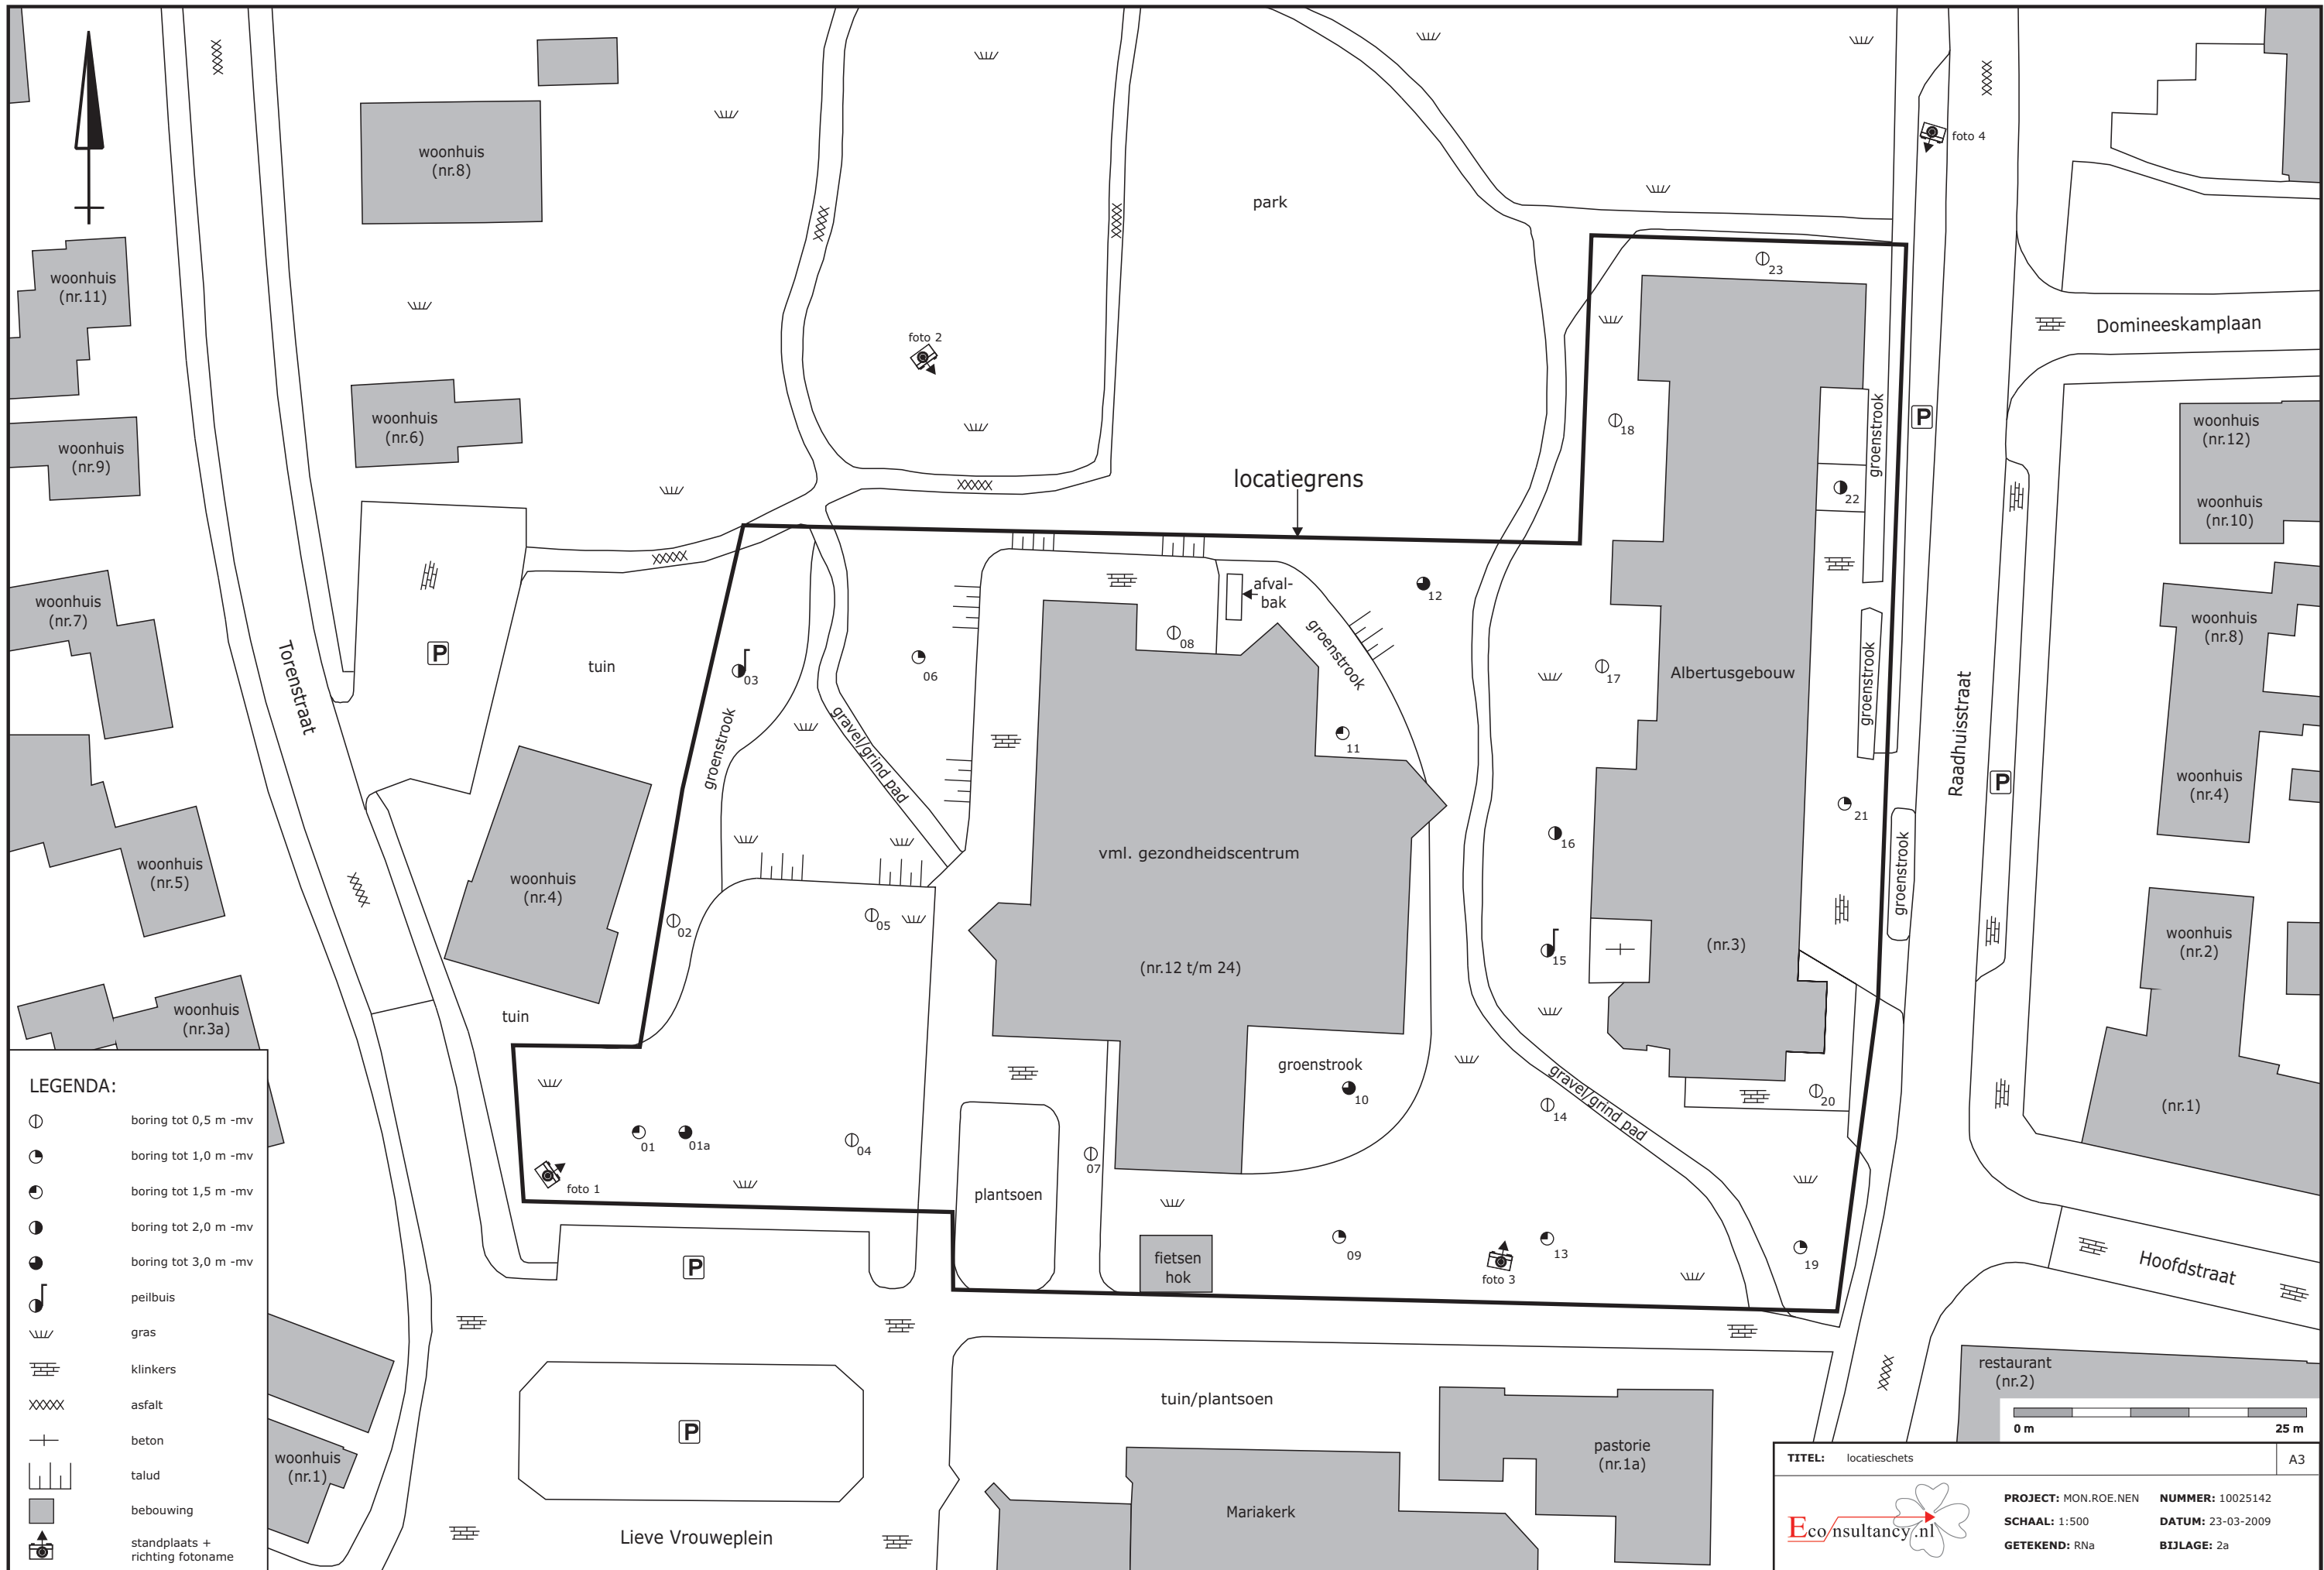 woonhuis
(nr.8)
foto 4
park
woonhuis
(nr.11)
23
foto 2
Domineeskamplaan
P
woonhuis
(nr.6)
18
groenstrook
woonhuis
(nr.12)
woonhuis
(nr.9)
locatiegrens
22
woonhuis
(nr.10)
woonhuis
(nr.7)
afval-
bak
12
woonhuis
(nr.8)
08
groenstrook
P
tuin
03
06
17
Albertusgebouw
groenstrook
Torenstraat
groenstrook
gravel/grind pad
11
Raadhuisstraat
P
woonhuis
(nr.4)
21
16
woonhuis
(nr.5)
vml. gezondheidscentrum
groenstrook
woonhuis
(nr.4)
02
05
(nr.3)
woonhuis
(nr.2)
15
(nr.12 t/m 24)
woonhuis
(nr.3a)
tuin
groenstrook
10
gravel/grind pad
14
20
(nr.1)
01
01a
04
07
foto 1
plantsoen
fietsen
hok
09
foto 3
13
19
Hoofdstraat
P
P
tuin/plantsoen
restaurant
(nr.2)
pastorie
(nr.1a)
woonhuis
(nr.1)
Mariakerk
Lieve Vrouweplein
LEGENDA:
boring tot 0,5 m -mv
boring tot 1,0 m -mv
boring tot 1,5 m -mv
boring tot 2,0 m -mv
boring tot 3,0 m -mv
peilbuis
gras
klinkers
asfalt
beton
talud
bebouwing
standplaats +
richting fotoname
0 m 25 m
TITEL: locatieschets A3
Econsultancy.nl
PROJECT: MON.ROE.NEN NUMMER: 10025142
SCHAAL: 1:500 DATUM: 23-03-2009
GETEKEND: RNa BIJLAGE: 2a